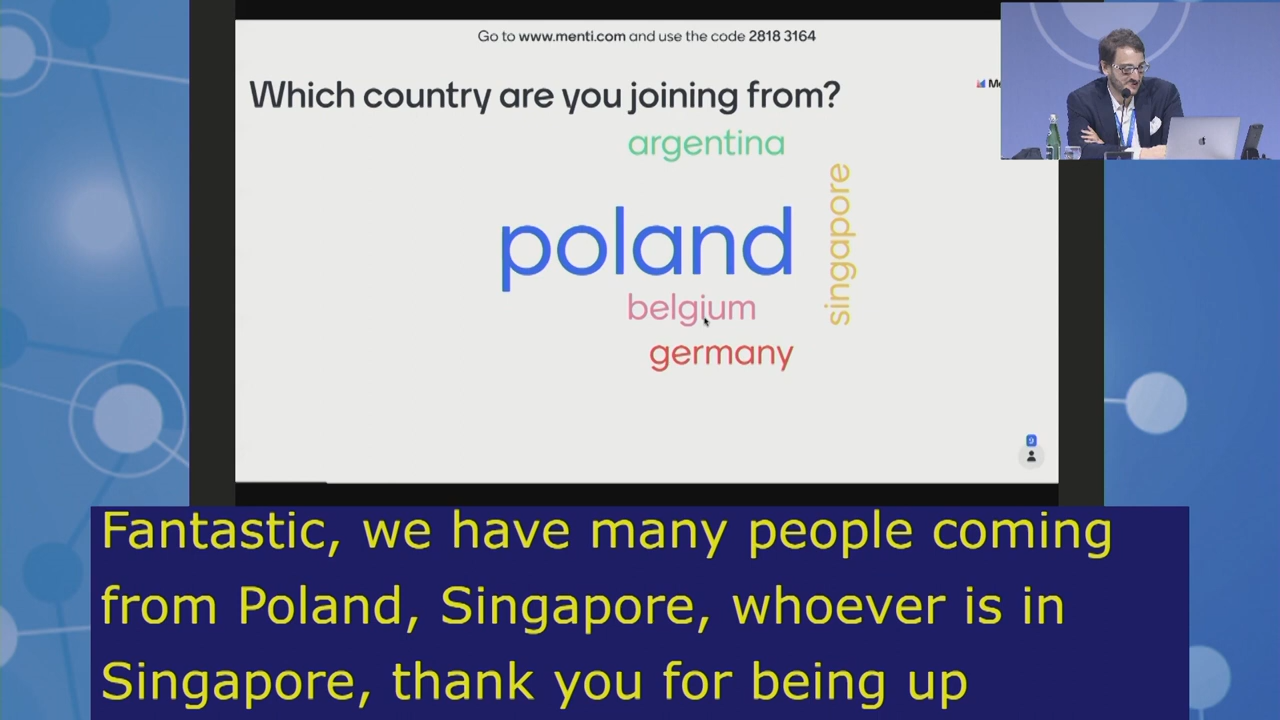 Go to www.menti.com and use the code 2818 3164
Which country are you joining from?
argentina
poland
singapore
belgium
germany
9
Fantastic, we have many people coming
from Poland, Singapore, whoever is in
Singapore, thank you for being up